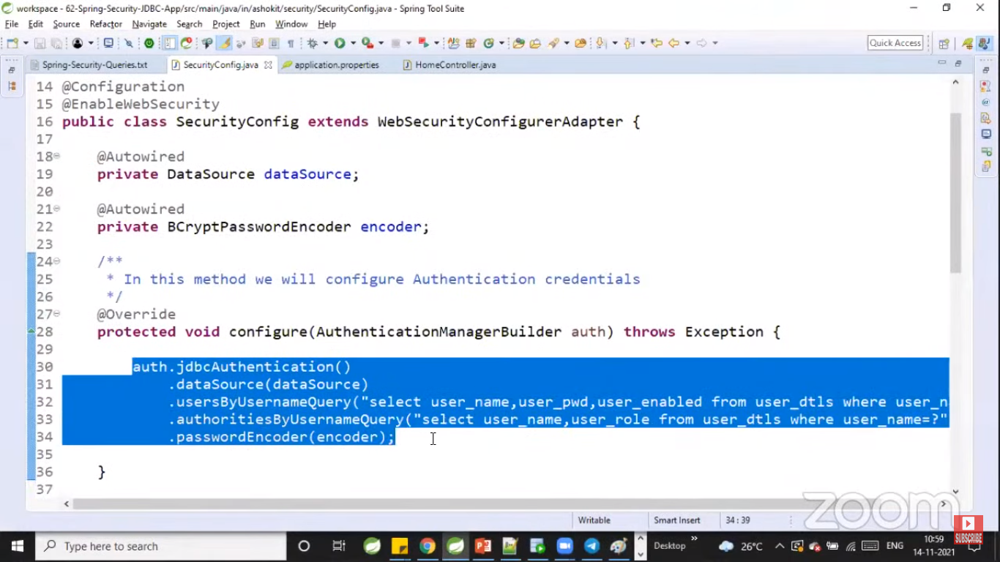 workspace - 62-Spring-Security-JDBC-App/src/main/java/in/ashokit/security/SecurityConfig.java - Spring Tool Suite
File Edit Source Refactor Navigate Search Project Run Window Help
Quick Access
Spring-Security-Queries.txt SecurityConfig.java application.properties HomeController.java
14 @Configuration
15 @EnableWebSecurity
16 public class SecurityConfig extends WebSecurityConfigurerAdapter {
17
18 @Autowired
19 private DataSource dataSource;
20
21 @Autowired
22 private BCryptPasswordEncoder encoder;
23
24 /**
25 * In this method we will configure Authentication credentials
26 */
27 @Override
28 protected void configure(AuthenticationManagerBuilder auth) throws Exception {
29
30 auth.jdbcAuthentication()
31 .dataSource(dataSource)
32 .usersByUsernameQuery("select user_name,user_pwd,user_enabled from user_dtls where user_n
33 .authoritiesByUsernameQuery("select user_name,user_role from user_dtls where user_name=?"
34 .passwordEncoder(encoder);
35
36 }
37
zoom
Writable Smart Insert 34 : 39
SUBSCRIBE
Type here to search Desktop 26°C ENG 10:59
14-11-2021